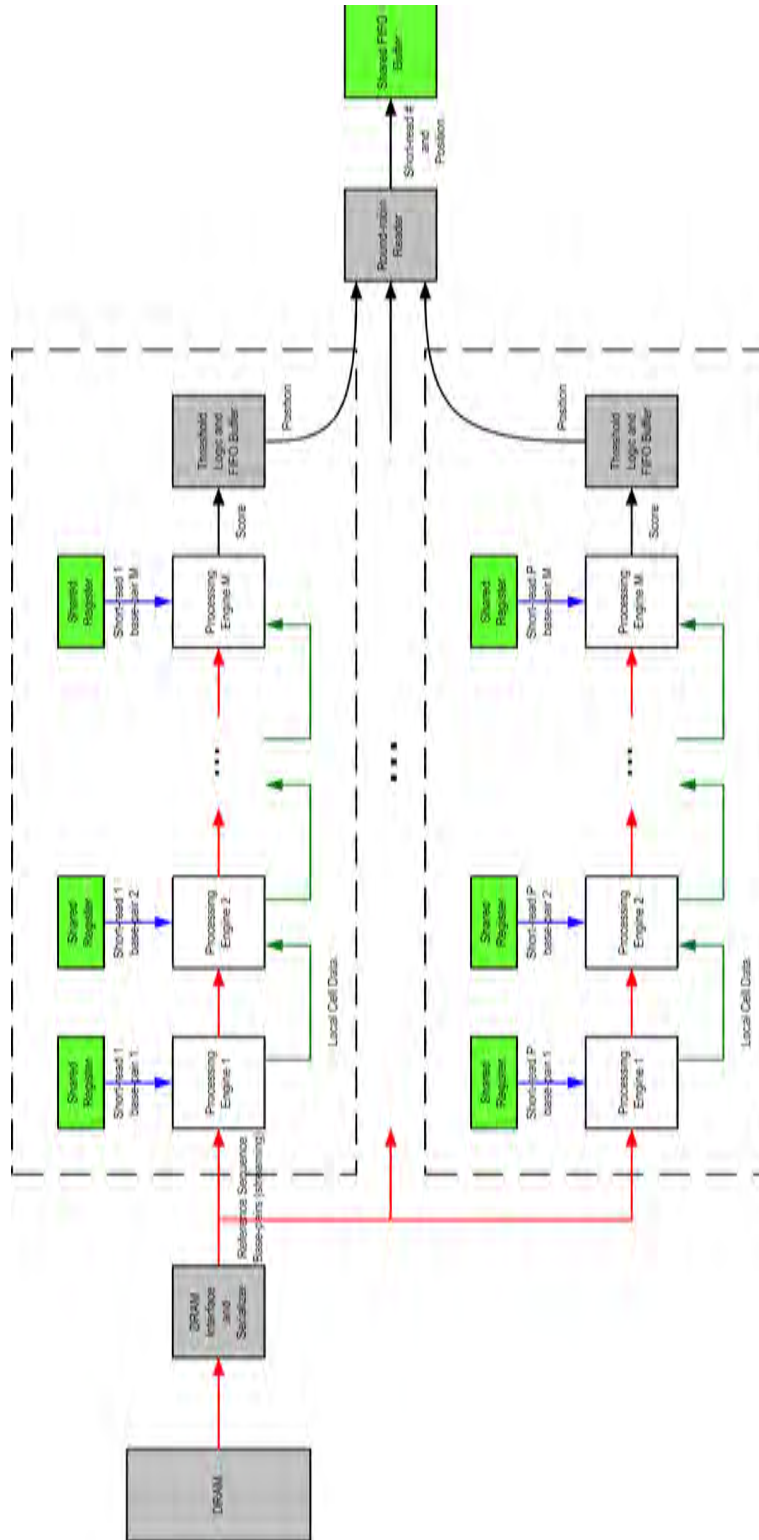 DRAM
DRAM
Interface
and
Serializer
Reference Sequence
Base-pairs (streaming)
Shared
Register
Short-read 1
base-pair 1
Processing
Engine 1
Local Cell Data
Shared
Register
Short-read 1
base-pair 2
Processing
Engine 2
...
Shared
Register
Short-read 1
base-pair M
Processing
Engine M
Score
Threshold
Logic and
FIFO Buffer
Position
...
Shared
Register
Short-read P
base-pair 1
Processing
Engine 1
Local Cell Data
Shared
Register
Short-read P
base-pair 2
Processing
Engine 2
...
Shared
Register
Short-read P
base-pair M
Processing
Engine M
Score
Threshold
Logic and
FIFO Buffer
Position
Round-robin
Reader
Short-read #
and
Position
Shared FIFO
Buffer